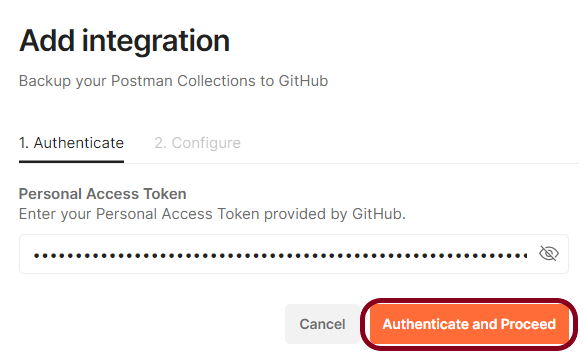 Add integration
Backup your Postman Collections to GitHub
1. Authenticate 2. Configure
Personal Access Token
Enter your Personal Access Token provided by GitHub.
Cancel Authenticate and Proceed